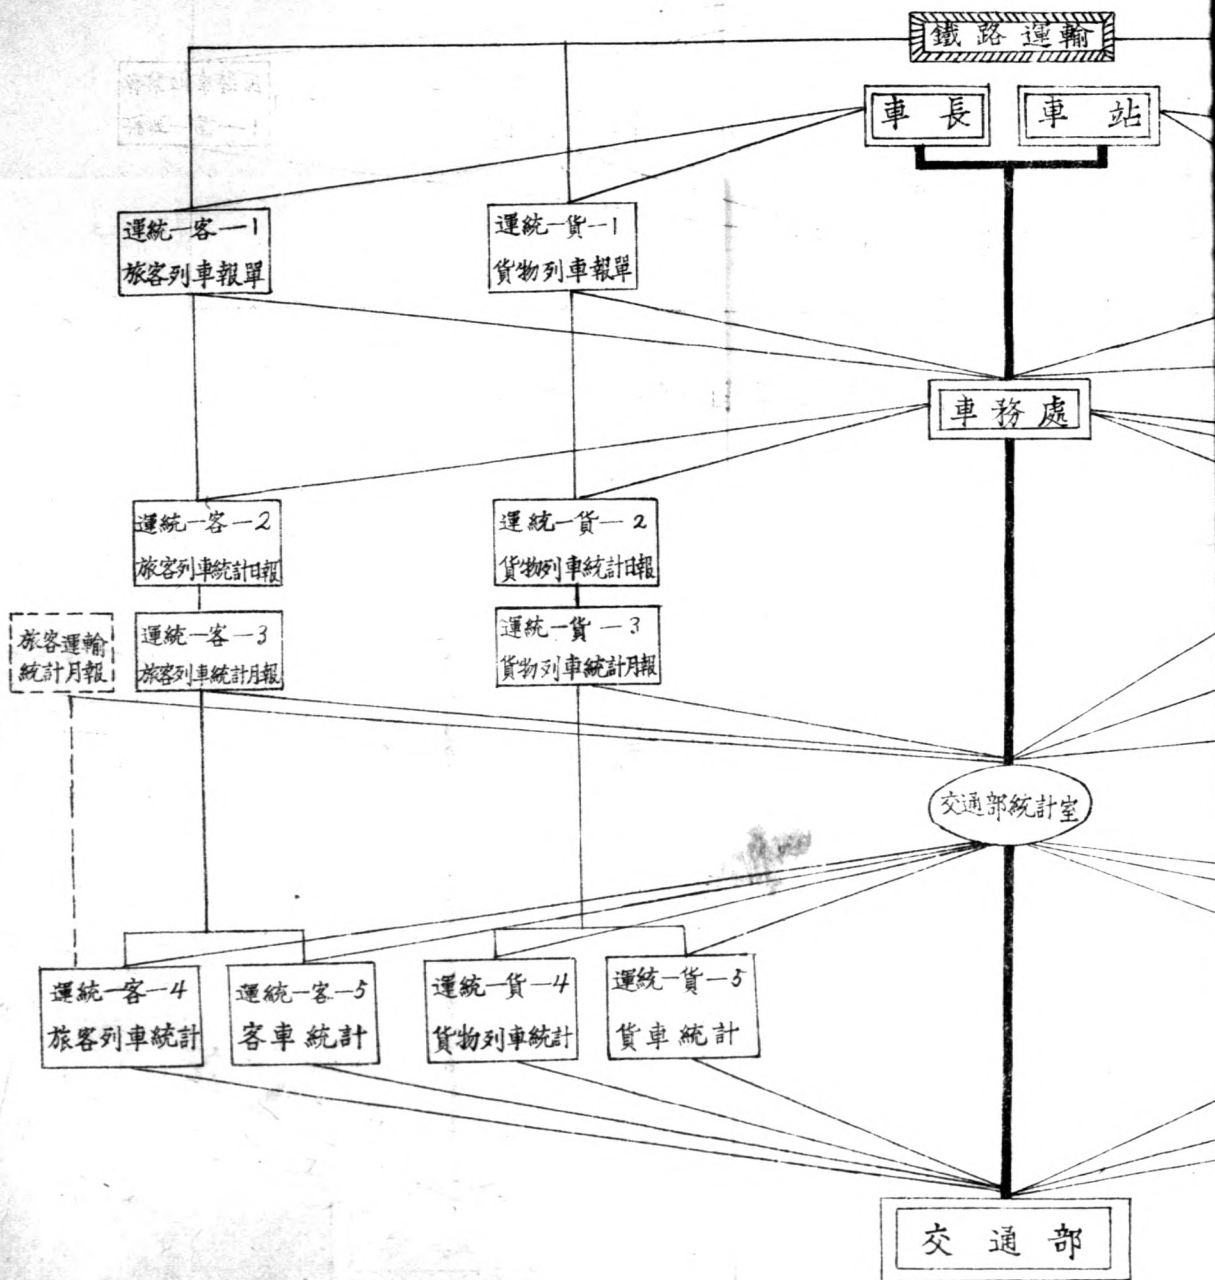 鐵路運輸
車長
車站
運統一客一1
旅客列車報單
運統一貨一1
貨物列車報單
車務處
運統一客一2
旅客列車統計日報
運統一貨一2
貨物列車統計日報
旅客運輸
統計月報
運統一客一3
旅客列車統計月報
運統一貨一3
貨物列車統計月報
交通部統計室
運統一客一4
旅客列車統計
運統一客一5
客車統計
運統一貨一4
貨物列車統計
運統一貨一5
貨車統計
交通部